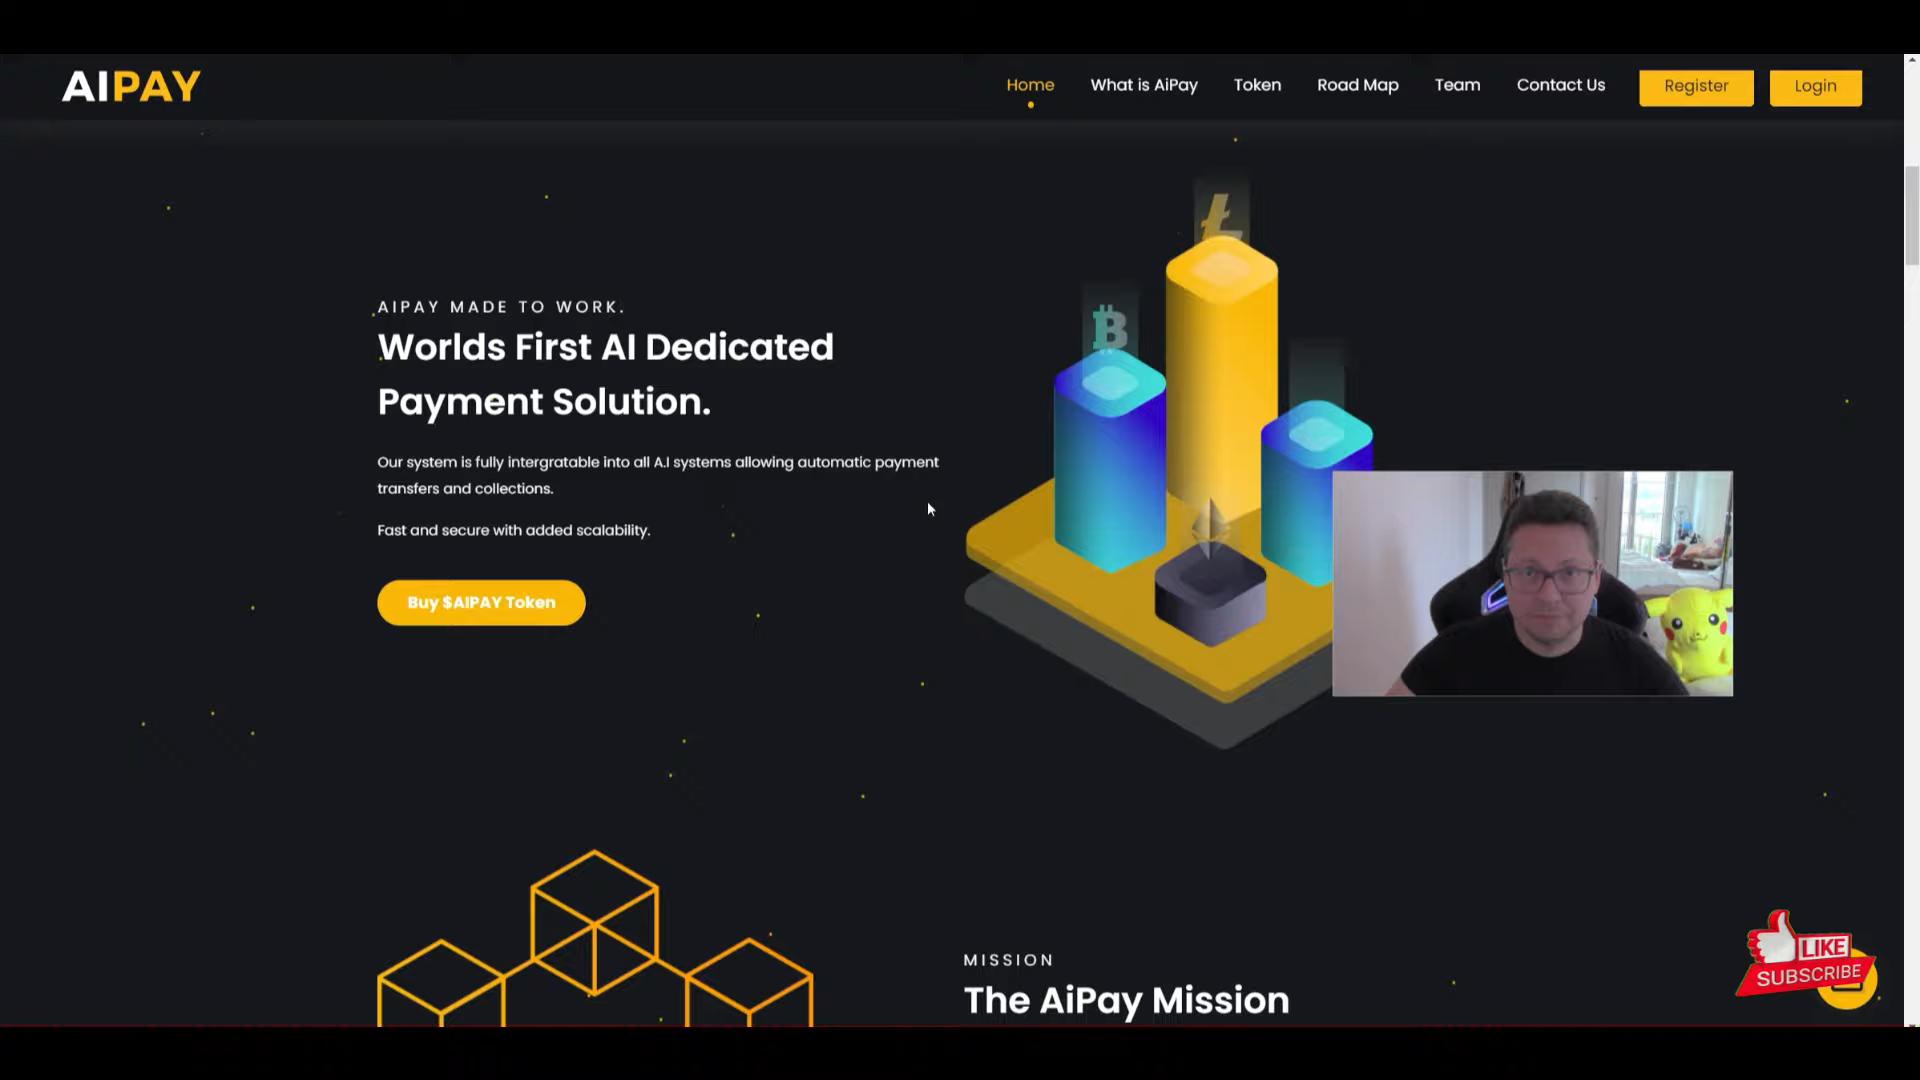 AIPAY
Home
What is AiPay
Token
Road Map
Team
Contact Us
Register
Login
AIPAY MADE TO WORK.
Worlds First AI Dedicated
Payment Solution.
Our system is fully intergratable into all A.I systems allowing automatic payment
transfers and collections.
Fast and secure with added scalability.
Buy $AIPAY Token
MISSION
The AiPay Mission
LIKE
SUBSCRIBE